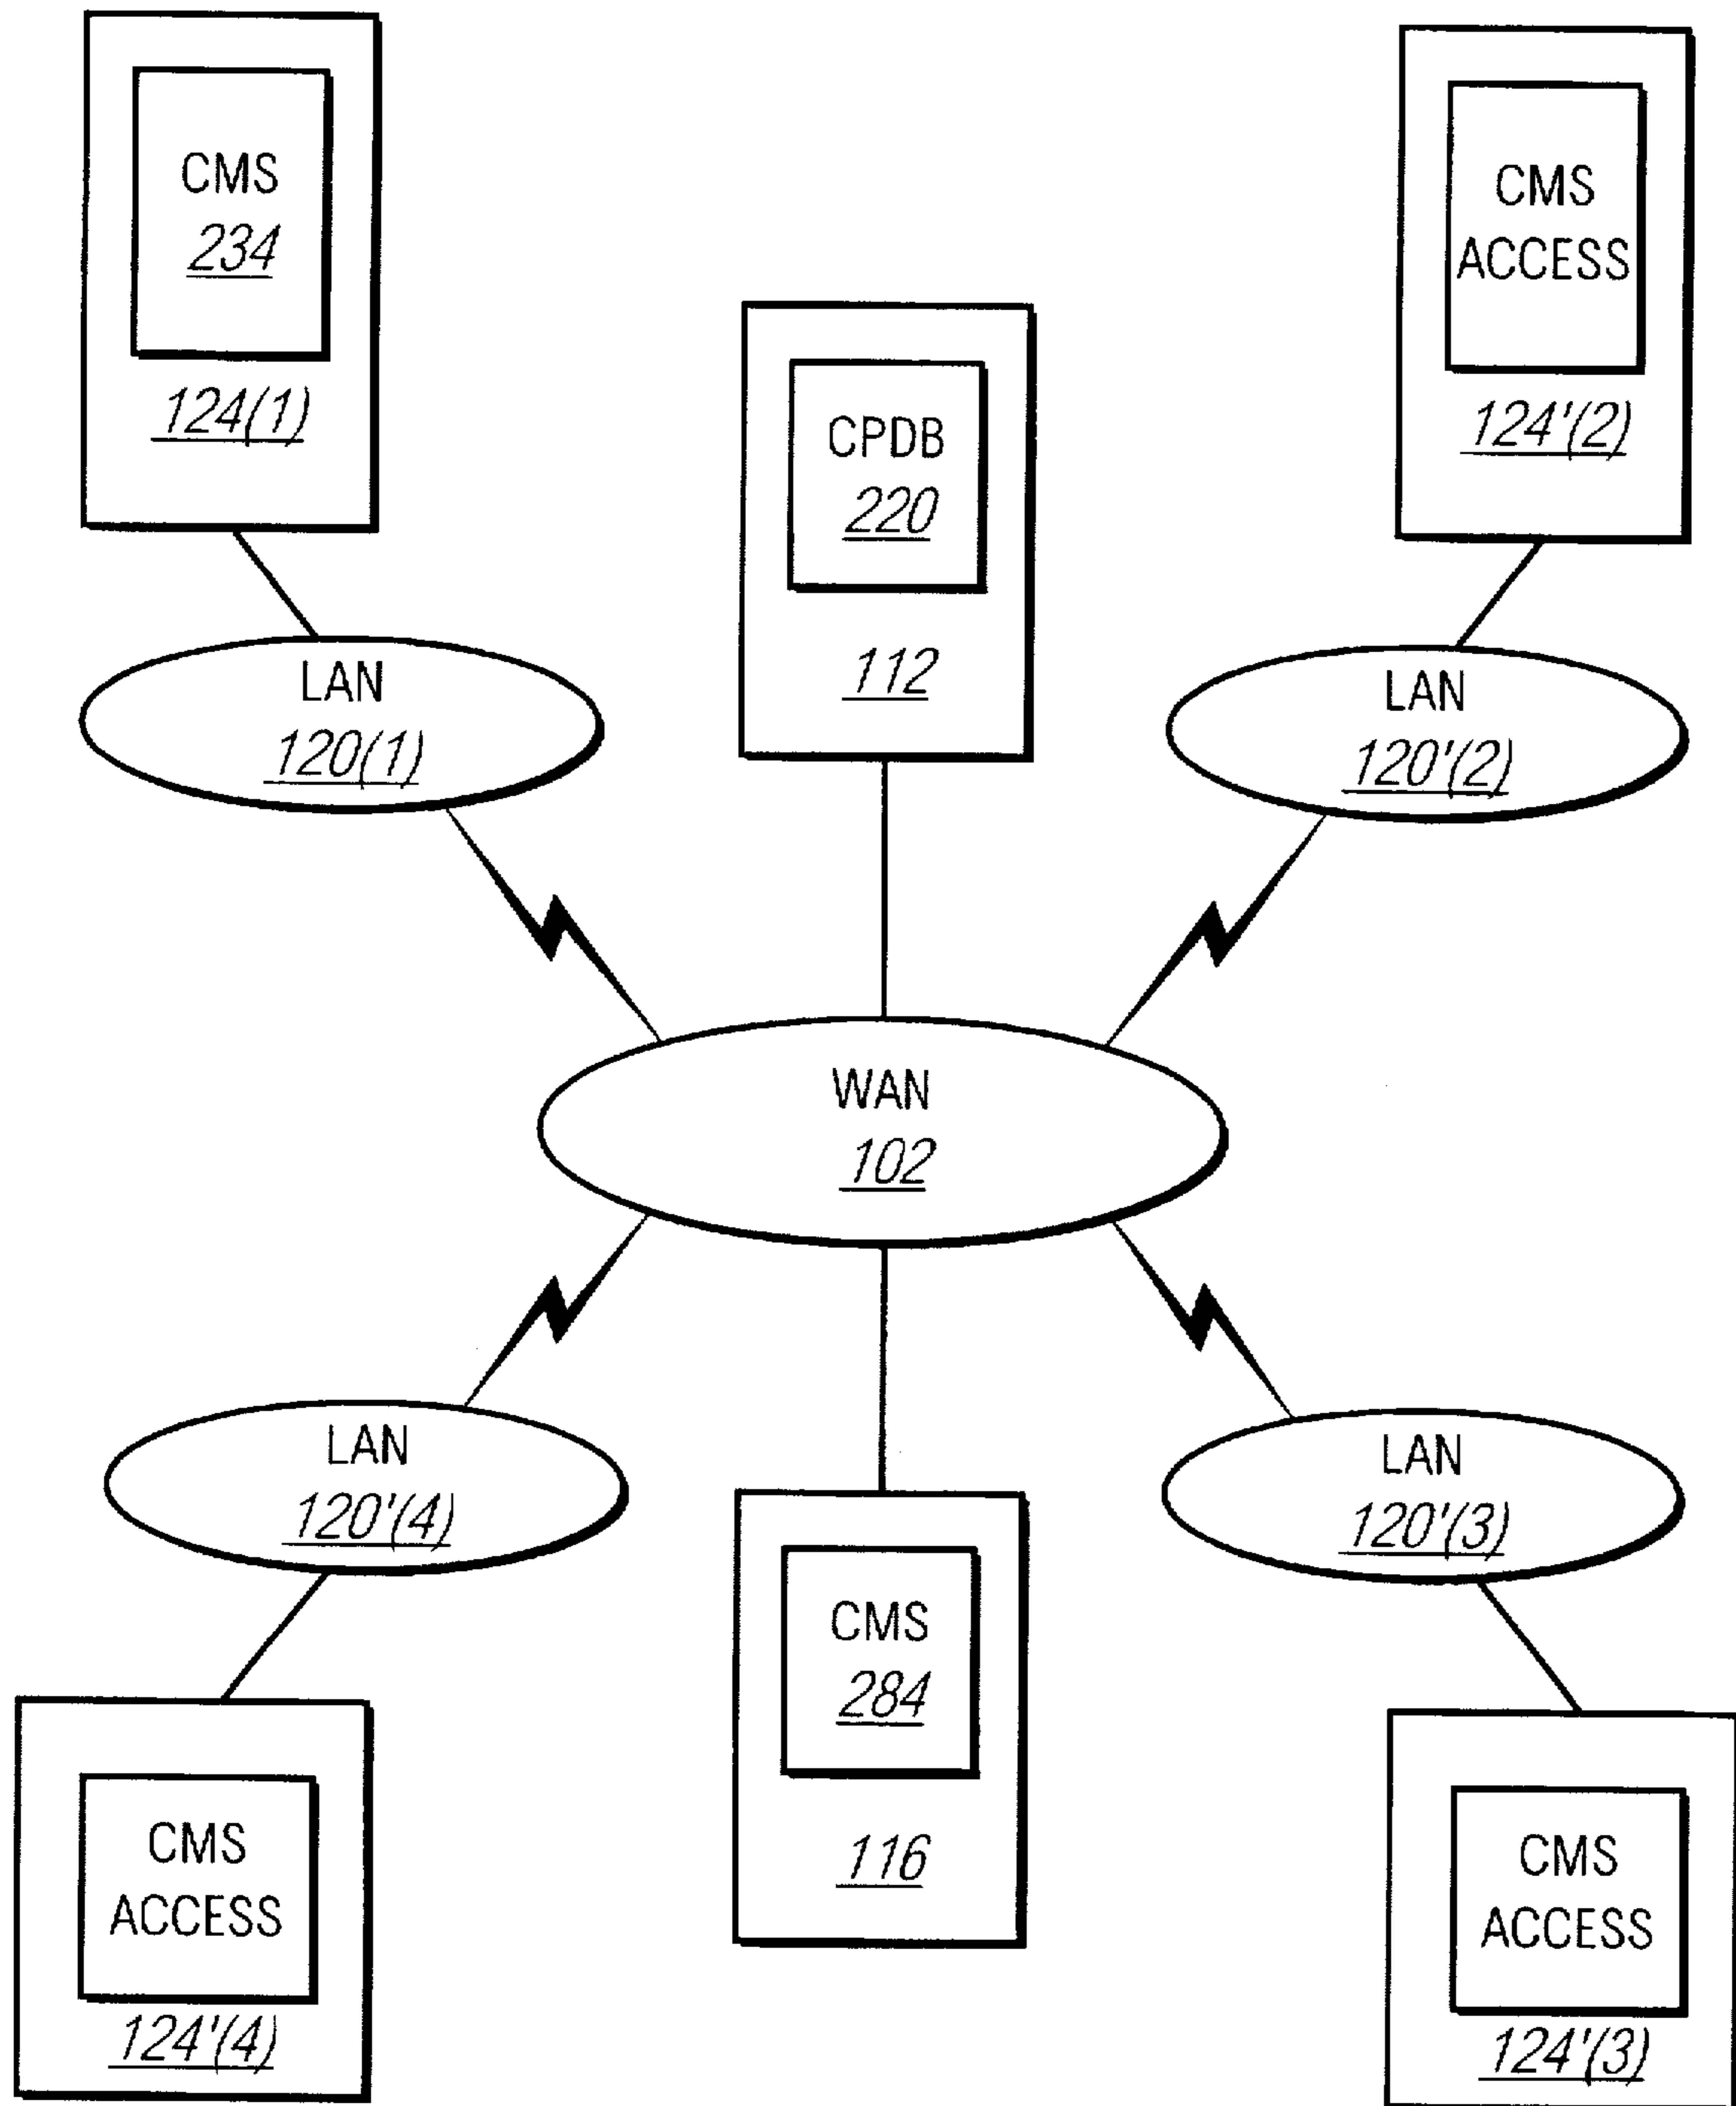 CMS
234
124(1)
CMS
ACCESS
124'(2)
CPDB
220
112
LAN
120(1)
LAN
120'(2)
WAN
102
LAN
120'(4)
LAN
120'(3)
CMS
284
116
CMS
ACCESS
124'(4)
CMS
ACCESS
124'(3)